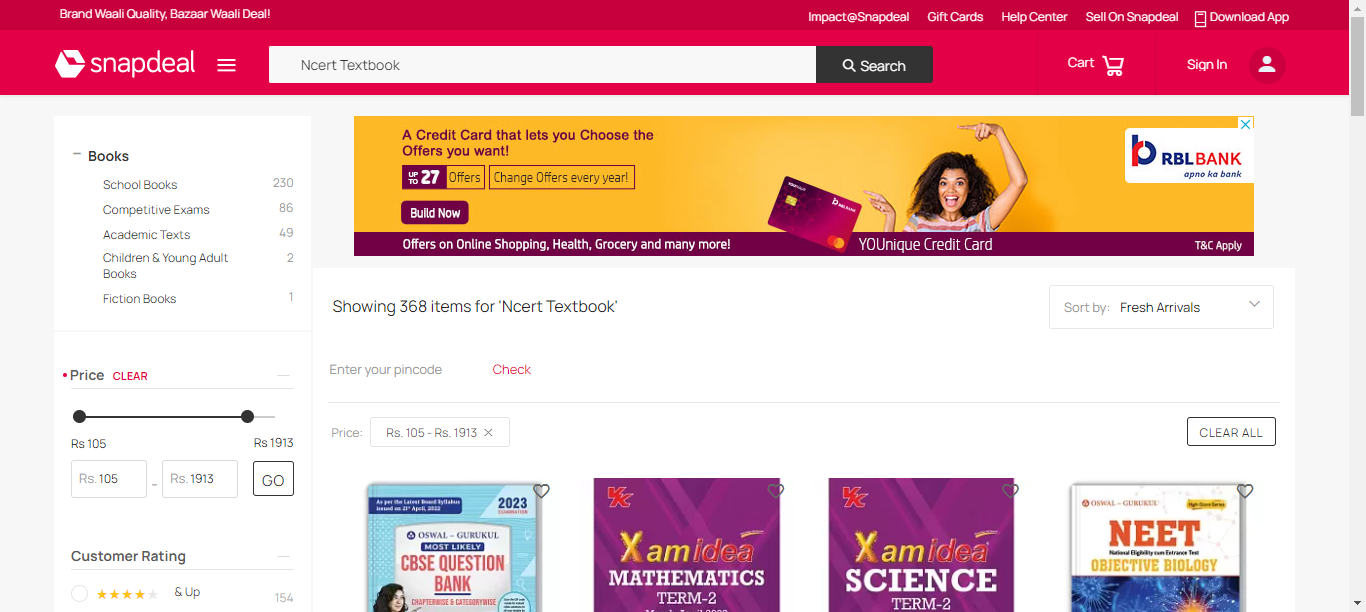 Brand Waali Quality, Bazaar Waali Deal!
Impact@Snapdeal Gift Cards Help Center Sell On Snapdeal Download App
snapdeal
Ncert Textbook
Search
Cart
Sign In
Books
School Books 230
Competitive Exams 86
Academic Texts 49
Children & Young Adult
Books 2
Fiction Books 1
Price CLEAR
Rs 105 Rs 1913
Rs. 105 - Rs. 1913 GO
Customer Rating
& Up 154
A Credit Card that lets you Choose the
Offers you want!
UP TO 27 Offers Change Offers every year!
Build Now
Offers on Online Shopping, Health, Grocery and many more!
YOUnique Credit Card
T&C Apply
RBLBANK
apno ka bank
Showing 368 items for 'Ncert Textbook'
Sort by: Fresh Arrivals
Enter your pincode Check
Price: Rs. 105 - Rs. 1913 ×
CLEAR ALL
As per the Latest Board Syllabus
issued on 21st April, 2022
2023
EXAMINATION
OSWAL – GURUKUL
MOST LIKELY
CBSE QUESTION
BANK
CHAPTERWISE & CATEGORYWISE
VK
Xam idea
MATHEMATICS
TERM-2
VK
Xam idea
SCIENCE
TERM-2
OSWAL – GURUKUL
NEET
National Eligibility cum Entrance Test
OBJECTIVE BIOLOGY